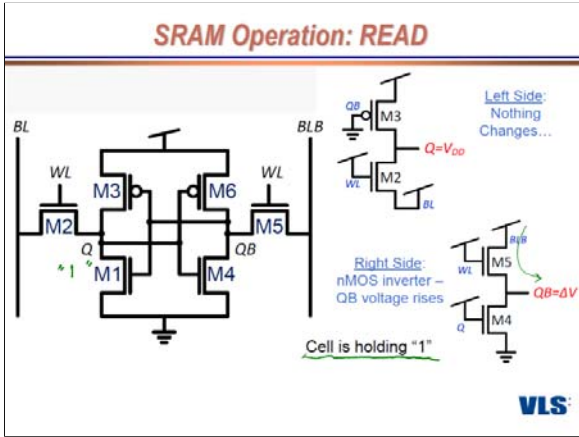 SRAM Operation: READ
BL
BLB
WL
WL
M3
M6
M2
M5
Q
QB
"1"
M1
M4
QB
M3
Q=VDD
WL
M2
BL
Left Side:
Nothing
Changes…
Right Side:
nMOS inverter –
QB voltage rises
BLB
WL
M5
QB=ΔV
Q
M4
Cell is holding “1”
VLS: